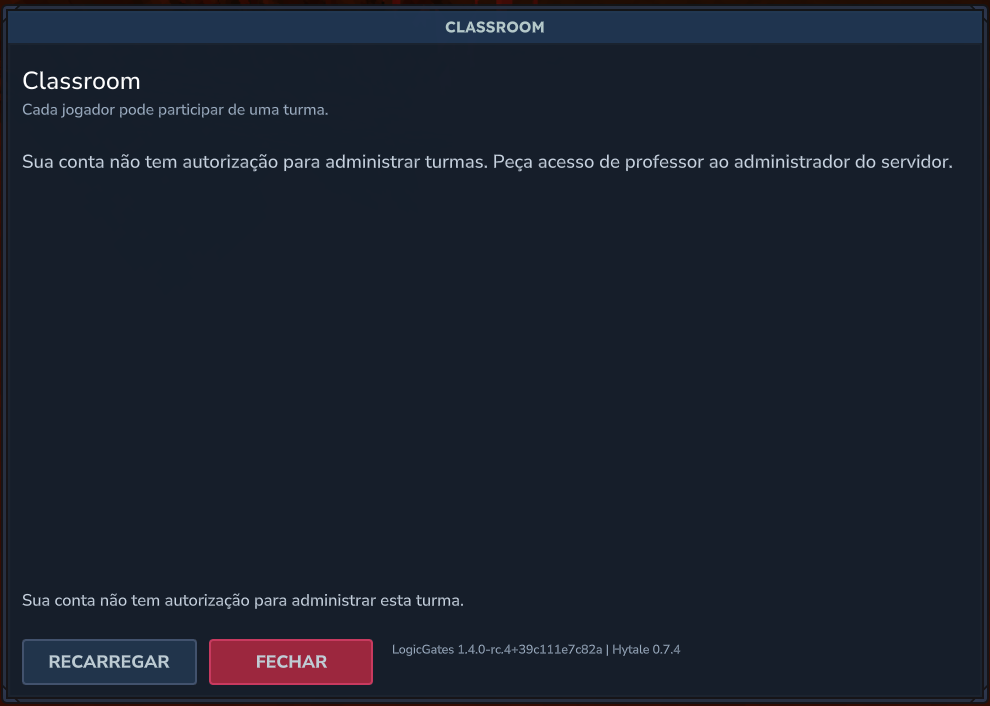 CLASSROOM
Classroom
Cada jogador pode participar de uma turma.
Sua conta não tem autorização para administrar turmas. Peça acesso de professor ao administrador do servidor.
Sua conta não tem autorização para administrar esta turma.
RECARREGAR
FECHAR
LogicGates 1.4.0-rc.4+39c111e7c82a | Hytale 0.7.4